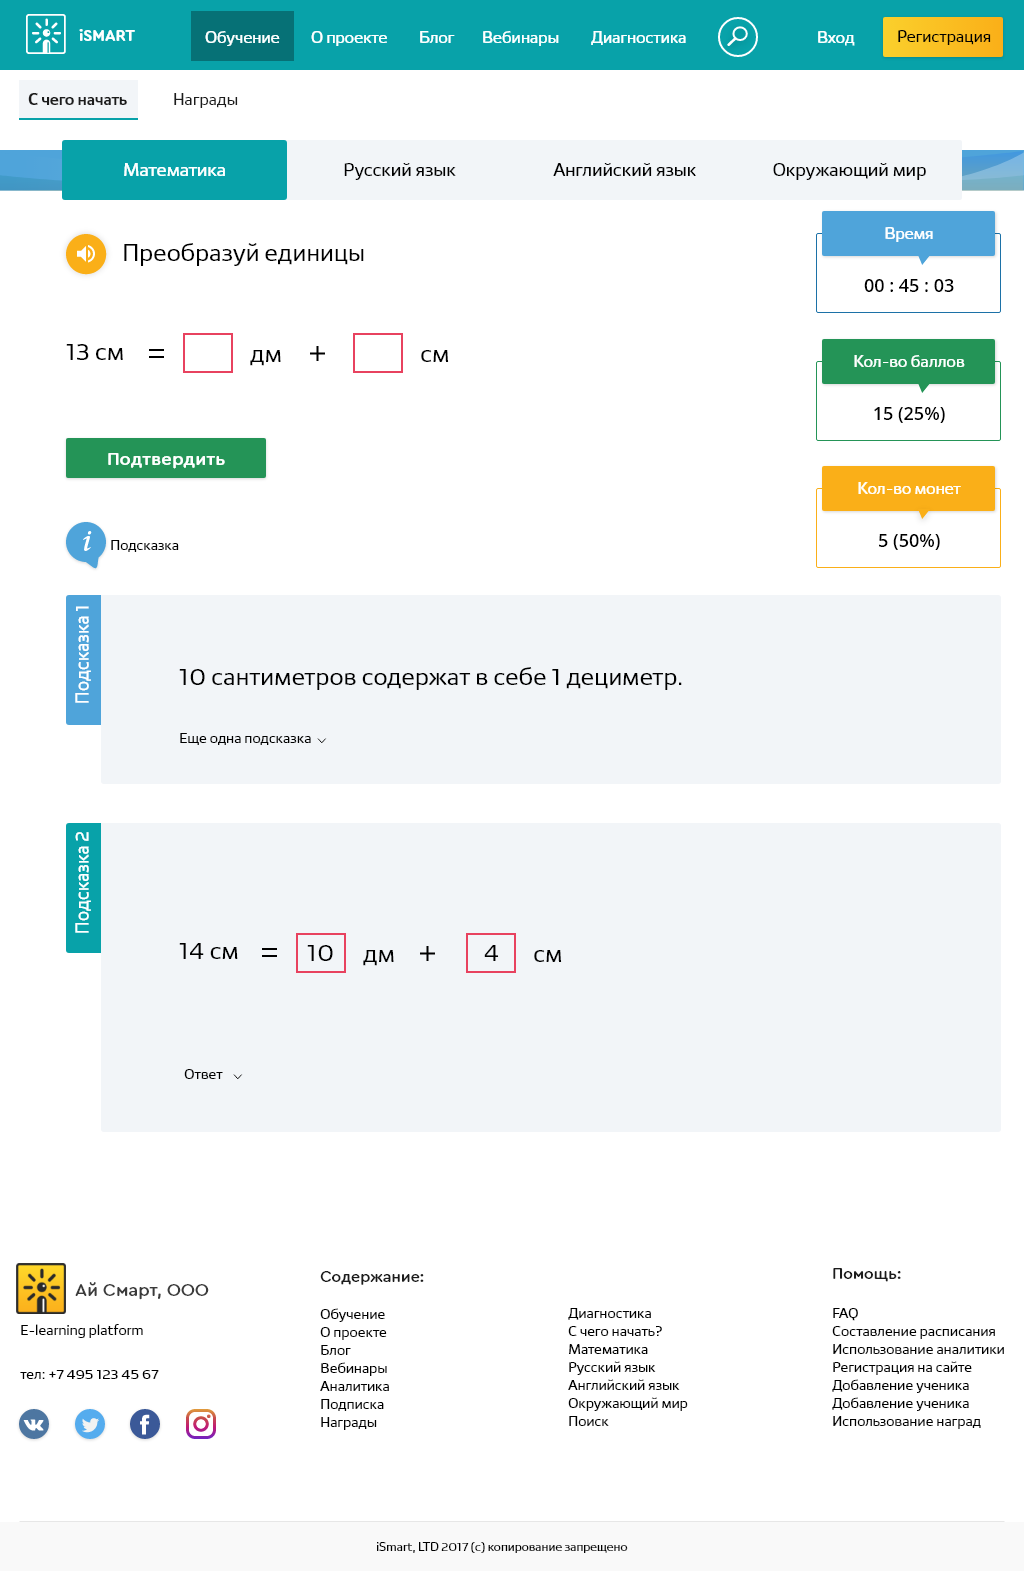 iSMART
Обучение
О проекте
Блог
Вебинары
Диагностика
Вход
Регистрация
С чего начать
Награды
Математика
Русский язык
Английский язык
Окружающий мир
Преобразуй единицы
Время
00 : 45 : 03
13 см = дм + см
Кол-во баллов
15 (25%)
Подтвердить
Кол-во монет
5 (50%)
i Подсказка
Подсказка 1
10 сантиметров содержат в себе 1 дециметр.
Еще одна подсказка
Подсказка 2
14 см = 10 дм + 4 см
Ответ
Ай Смарт, ООО
E-learning platform
тел: +7 495 123 45 67
Содержание:
Обучение
О проекте
Блог
Вебинары
Аналитика
Подписка
Награды
Диагностика
С чего начать?
Математика
Русский язык
Английский язык
Окружающий мир
Поиск
Помощь:
FAQ
Составление расписания
Использование аналитики
Регистрация на сайте
Добавление ученика
Добавление ученика
Использование наград
iSmart, LTD 2017 (c) копирование запрещено